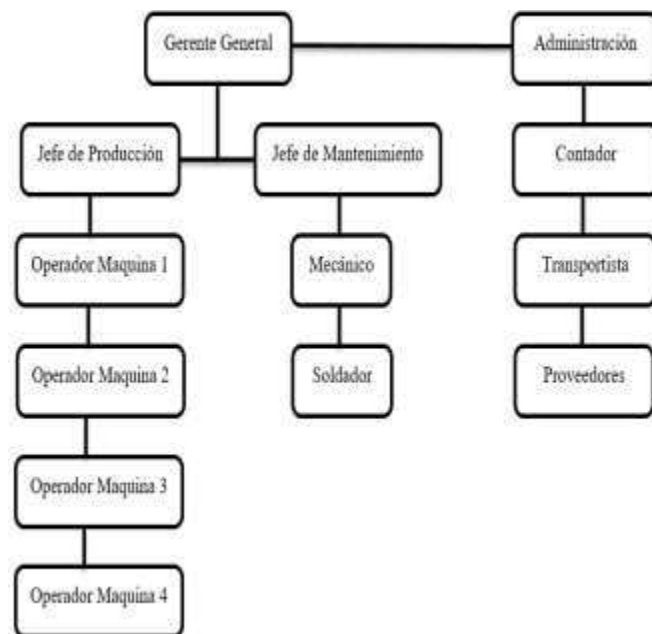 Gerente General
Administración
Jefe de Producción
Jefe de Mantenimiento
Contador
Operador Maquina 1
Mecánico
Transportista
Operador Maquina 2
Soldador
Proveedores
Operador Maquina 3
Operador Maquina 4